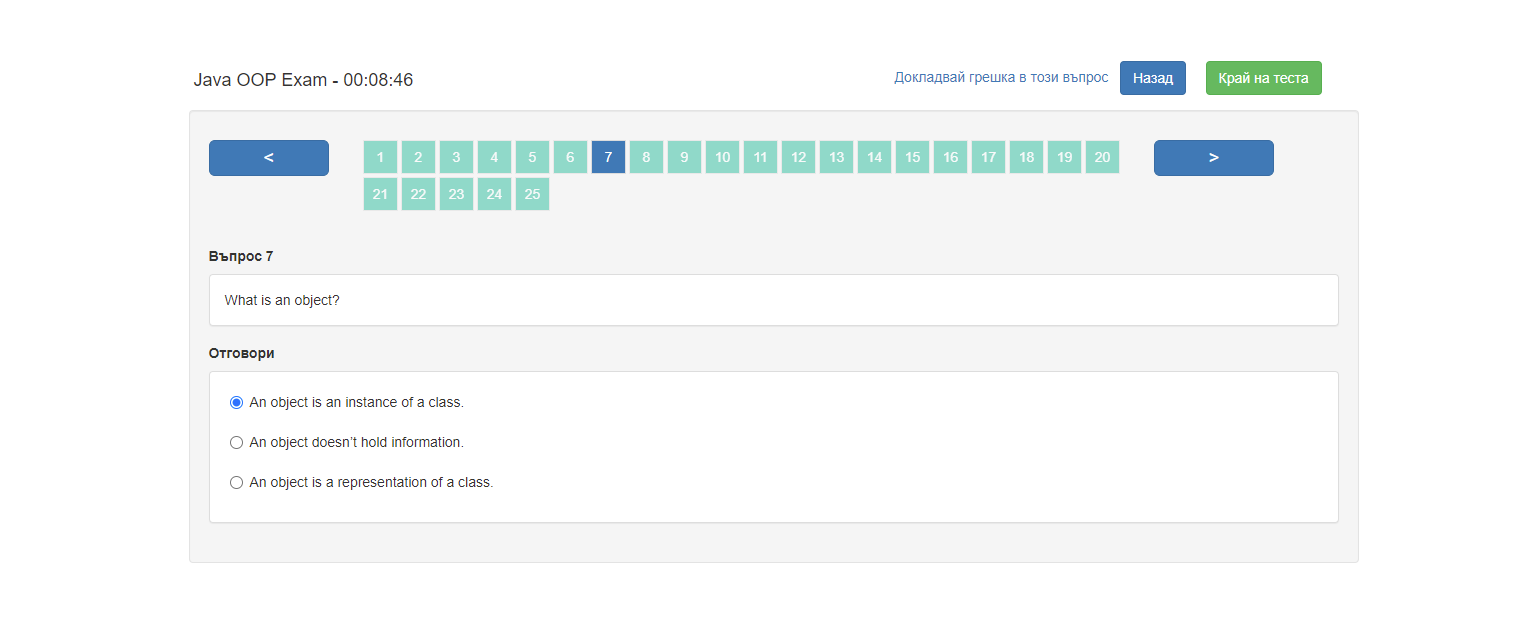 Java OOP Exam - 00:08:46
Докладвай грешка в този въпрос
Назад
Край на теста
<
1 2 3 4 5 6 7 8 9 10 11 12 13 14 15 16 17 18 19 20
>
21 22 23 24 25
Въпрос 7
What is an object?
Отговори
An object is an instance of a class.
An object doesn't hold information.
An object is a representation of a class.